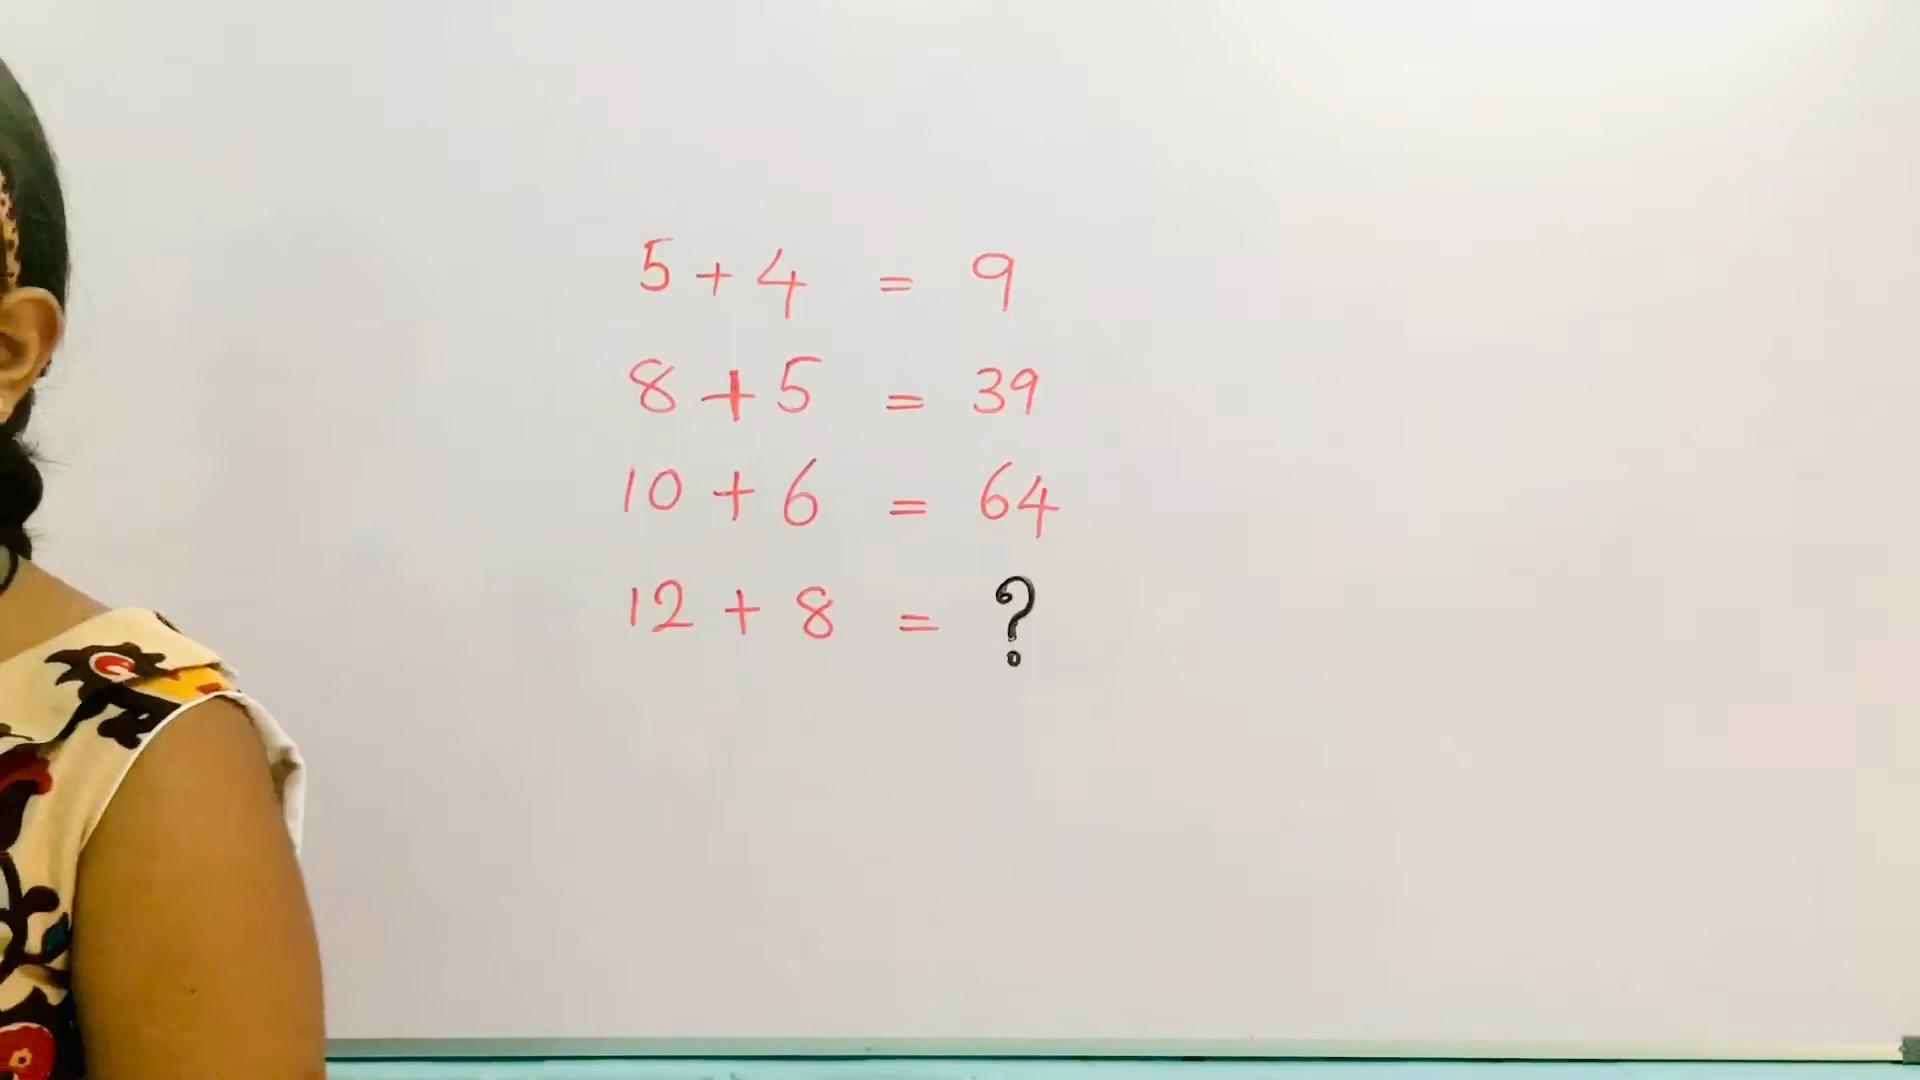 5 + 4 = 9
8 + 5 = 39
10 + 6 = 64
12 + 8 = ?